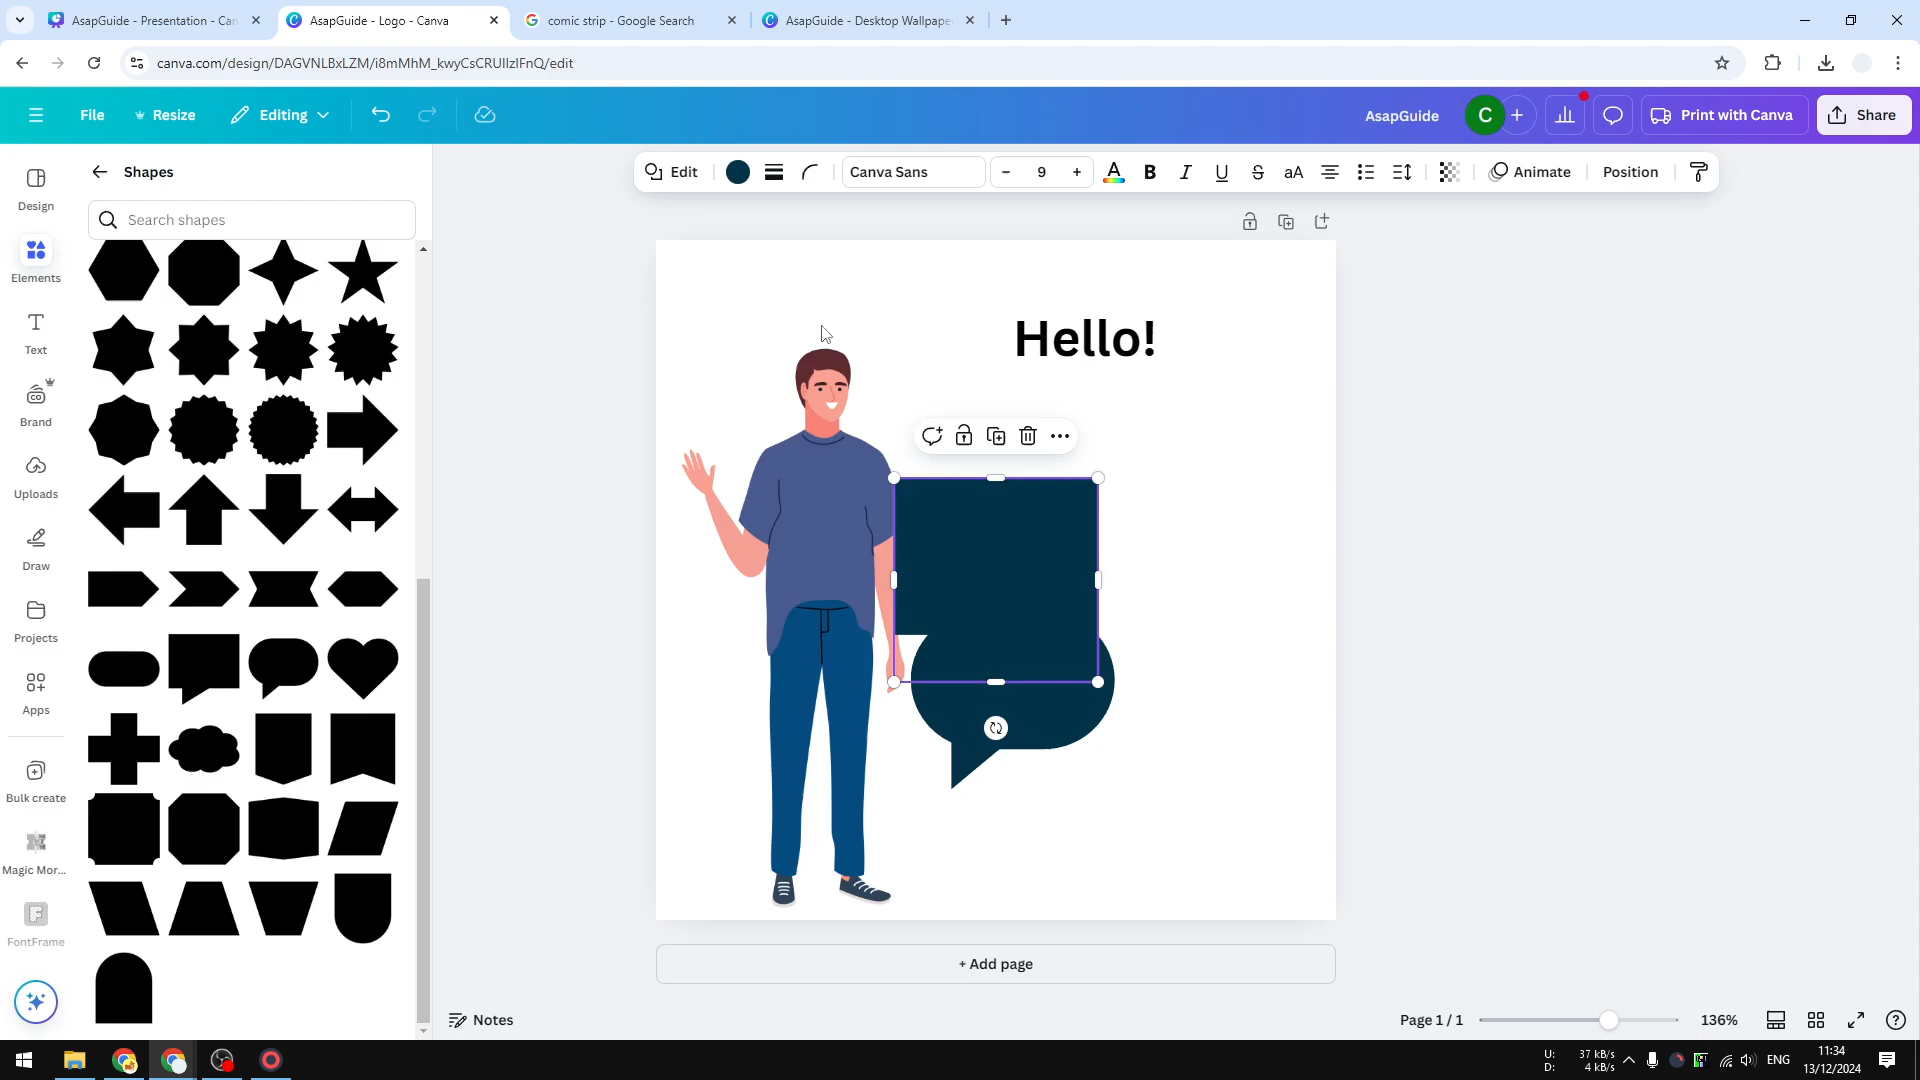 AsapGuide - Presentation - Can
AsapGuide - Logo - Canva
comic strip - Google Search
AsapGuide - Desktop Wallpape
canva.com/design/DAGVNLBxLZM/i8mMhM_kwyCsCRUIlzIFnQ/edit
File
Resize
Editing
AsapGuide
C
Print with Canva
Share
Design
Elements
Text
Brand
Uploads
Draw
Projects
Apps
Bulk create
Magic Mor...
FontFrame
Shapes
Search shapes
Edit
Canva Sans
9
A
B
I
U
S
aA
Animate
Position
Hello!
+ Add page
Notes
Page 1 / 1
136%
U: 37 kB/s
D: 4 kB/s
ENG
11:34
13/12/2024